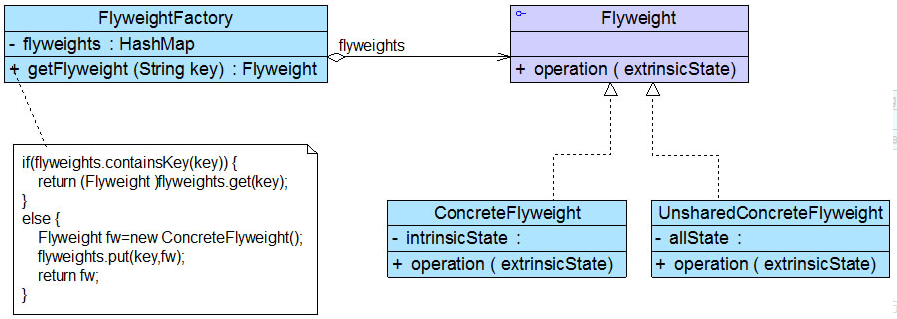 FlyweightFactory
- flyweights : HashMap
+ getFlyweight (String key) : Flyweight
flyweights
Flyweight
+ operation ( extrinsicState)
if(flyweights.containsKey(key)) {
return (Flyweight )flyweights.get(key);
}
else {
Flyweight fw=new ConcreteFlyweight();
flyweights.put(key,fw);
return fw;
}
ConcreteFlyweight
- intrinsicState :
+ operation ( extrinsicState)
UnsharedConcreteFlyweight
- allState :
+ operation ( extrinsicState)